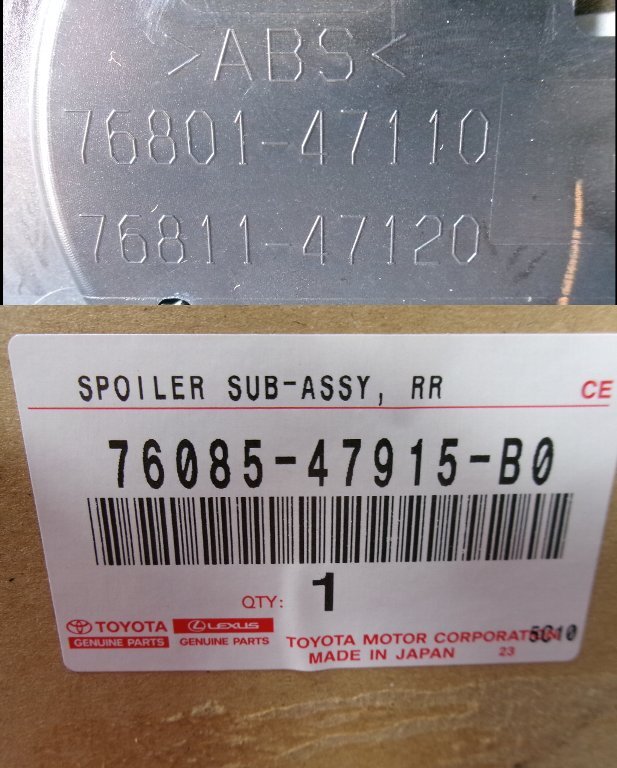 >ABS<
76801-47110
76811-47120
SPOILER SUB-ASSY, RR
CE
76085-47915-B0
QTY: 1
TOYOTA LEXUS
GENUINE PARTS GENUINE PARTS
TOYOTA MOTOR CORPORATION
MADE IN JAPAN 23